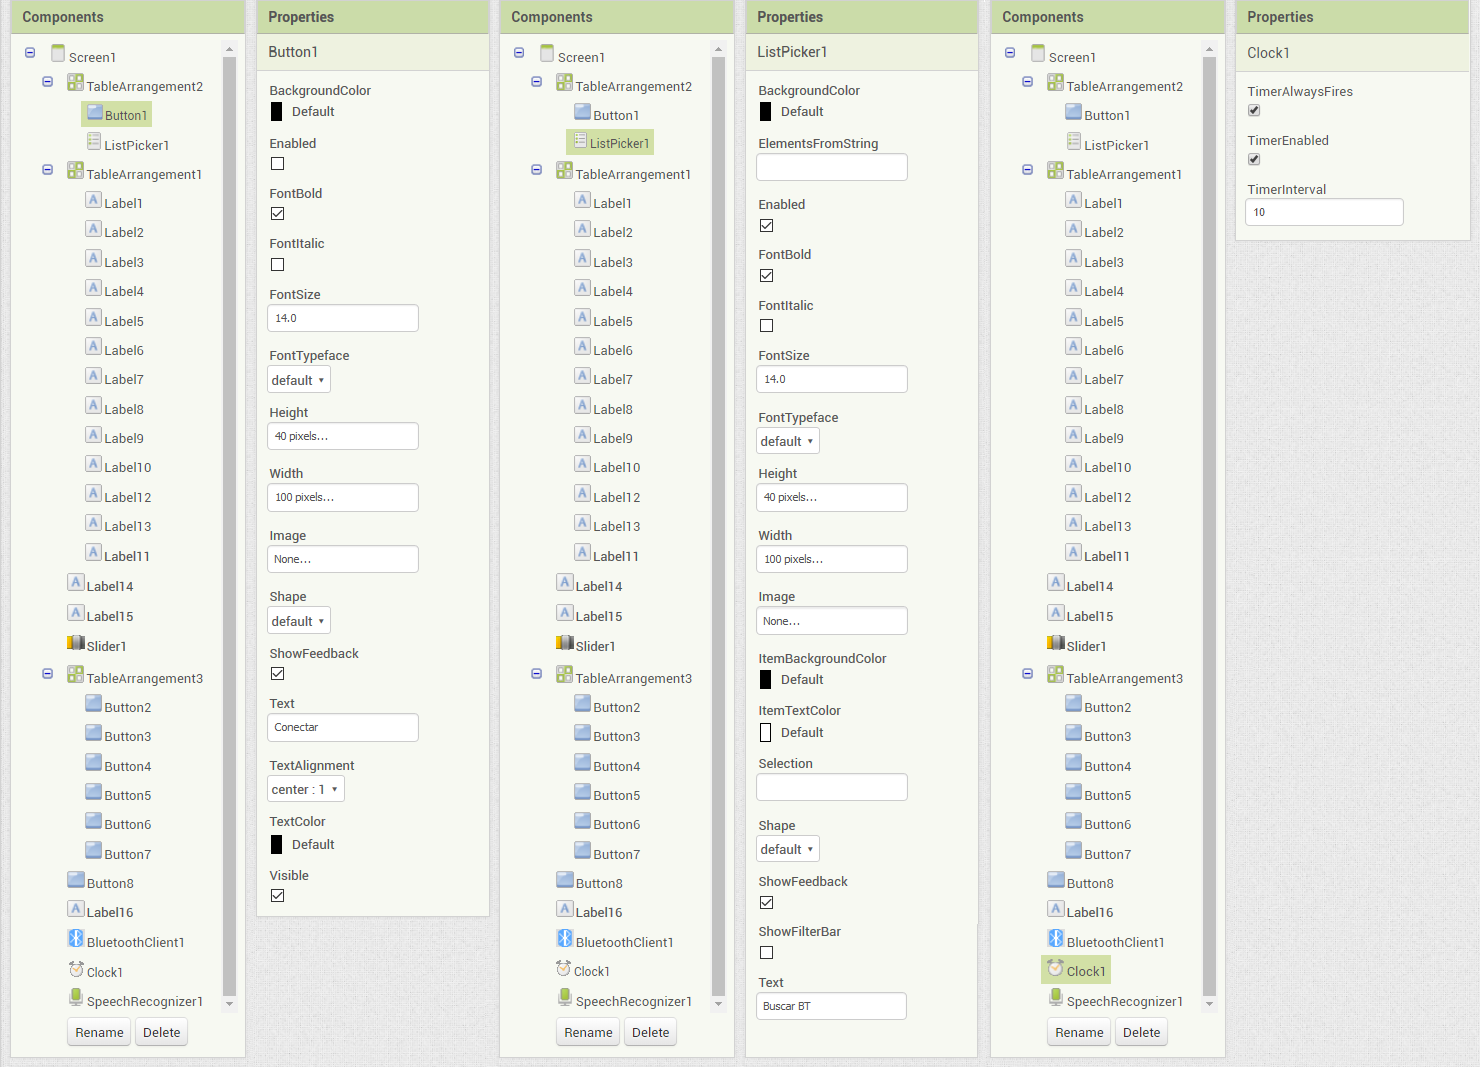 Components
Screen1
TableArrangement2
Button1
ListPicker1
TableArrangement1
Label1
Label2
Label3
Label4
Label5
Label6
Label7
Label8
Label9
Label10
Label12
Label13
Label11
Label14
Label15
Slider1
TableArrangement3
Button2
Button3
Button4
Button5
Button6
Button7
Button8
Label16
BluetoothClient1
Clock1
SpeechRecognizer1
Rename Delete
Properties
Button1
BackgroundColor
Default
Enabled
FontBold
FontItalic
FontSize
14.0
FontTypeface
default
Height
40 pixels...
Width
100 pixels...
Image
None...
Shape
default
ShowFeedback
Text
Conectar
TextAlignment
center : 1
TextColor
Default
Visible
Components
Screen1
TableArrangement2
Button1
ListPicker1
TableArrangement1
Label1
Label2
Label3
Label4
Label5
Label6
Label7
Label8
Label9
Label10
Label12
Label13
Label11
Label14
Label15
Slider1
TableArrangement3
Button2
Button3
Button4
Button5
Button6
Button7
Button8
Label16
BluetoothClient1
Clock1
SpeechRecognizer1
Rename Delete
Properties
ListPicker1
BackgroundColor
Default
ElementsFromString
Enabled
FontBold
FontItalic
FontSize
14.0
FontTypeface
default
Height
40 pixels...
Width
100 pixels...
Image
None...
ItemBackgroundColor
Default
ItemTextColor
Default
Selection
Shape
default
ShowFeedback
ShowFilterBar
Text
Buscar BT
Components
Screen1
TableArrangement2
Button1
ListPicker1
TableArrangement1
Label1
Label2
Label3
Label4
Label5
Label6
Label7
Label8
Label9
Label10
Label12
Label13
Label11
Label14
Label15
Slider1
TableArrangement3
Button2
Button3
Button4
Button5
Button6
Button7
Button8
Label16
BluetoothClient1
Clock1
SpeechRecognizer1
Rename Delete
Properties
Clock1
TimerAlwaysFires
TimerEnabled
TimerInterval
10